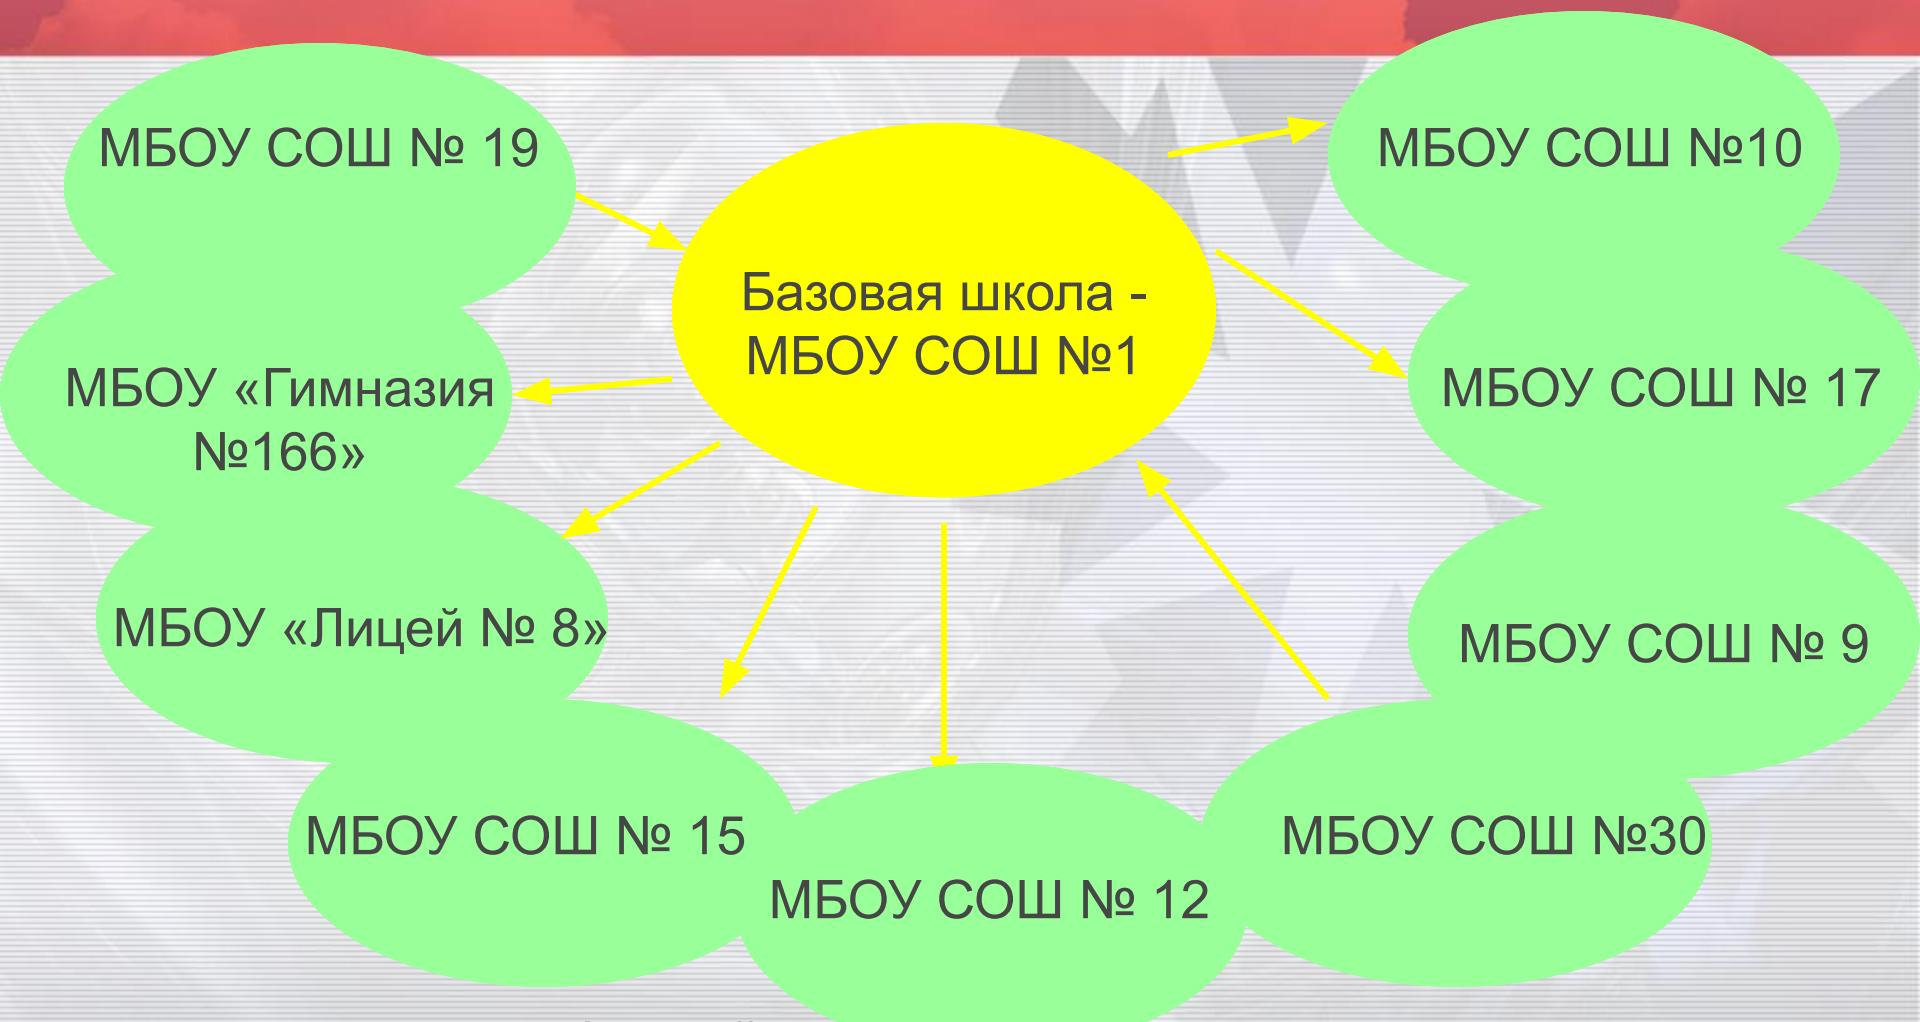 МБОУ СОШ № 19
МБОУ СОШ №10
Базовая школа -
МБОУ СОШ №1
МБОУ «Гимназия
№166»
МБОУ СОШ № 17
МБОУ «Лицей № 8»
МБОУ СОШ № 9
МБОУ СОШ № 15
МБОУ СОШ №30
МБОУ СОШ № 12